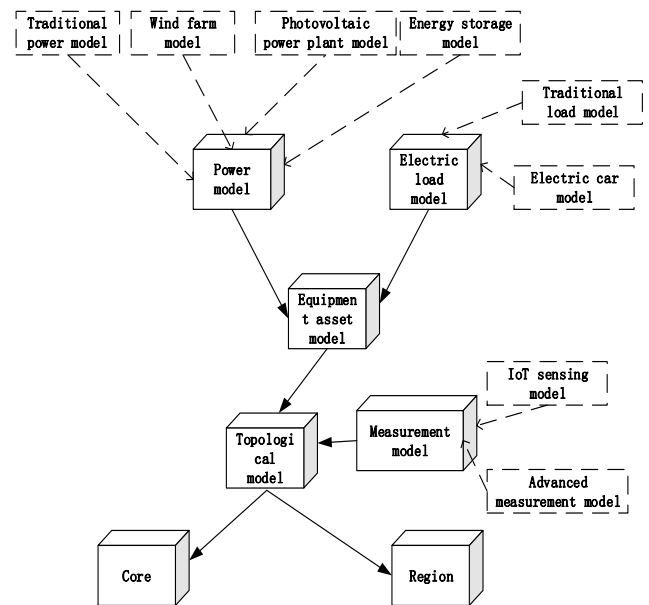 Traditional
power model
Wind farm
model
Photovoltaic
power plant model
Energy storage
model
Traditional
load model
Power
model
Electric
load
model
Electric car
model
Equipmen
t asset
model
IoT sensing
model
Topologi
cal
model
Measurement
model
Advanced
measurement model
Core
Region